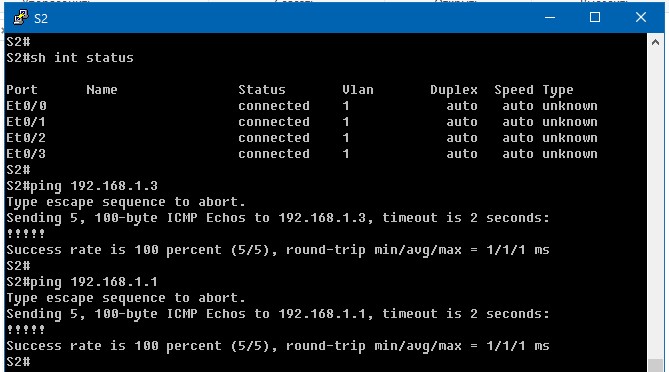 S2
S2#
S2#sh int status
Port Name Status Vlan Duplex Speed Type
Et0/0 connected 1 auto auto unknown
Et0/1 connected 1 auto auto unknown
Et0/2 connected 1 auto auto unknown
Et0/3 connected 1 auto auto unknown
S2#
S2#ping 192.168.1.3
Type escape sequence to abort.
Sending 5, 100-byte ICMP Echos to 192.168.1.3, timeout is 2 seconds:
!!!!!
Success rate is 100 percent (5/5), round-trip min/avg/max = 1/1/1 ms
S2#
S2#ping 192.168.1.1
Type escape sequence to abort.
Sending 5, 100-byte ICMP Echos to 192.168.1.1, timeout is 2 seconds:
!!!!!
Success rate is 100 percent (5/5), round-trip min/avg/max = 1/1/1 ms
S2#